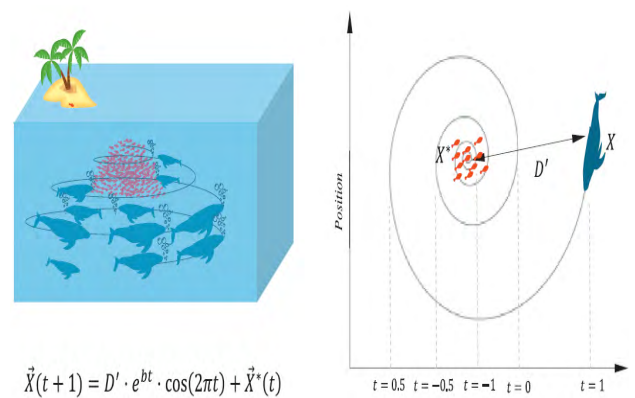 X⃗(t + 1) = D′ · e^{bt} · cos(2πt) + X⃗*(t)
Position
X*
X
D′
t = 0.5
t = −0.5
t = −1
t = 0
t = 1